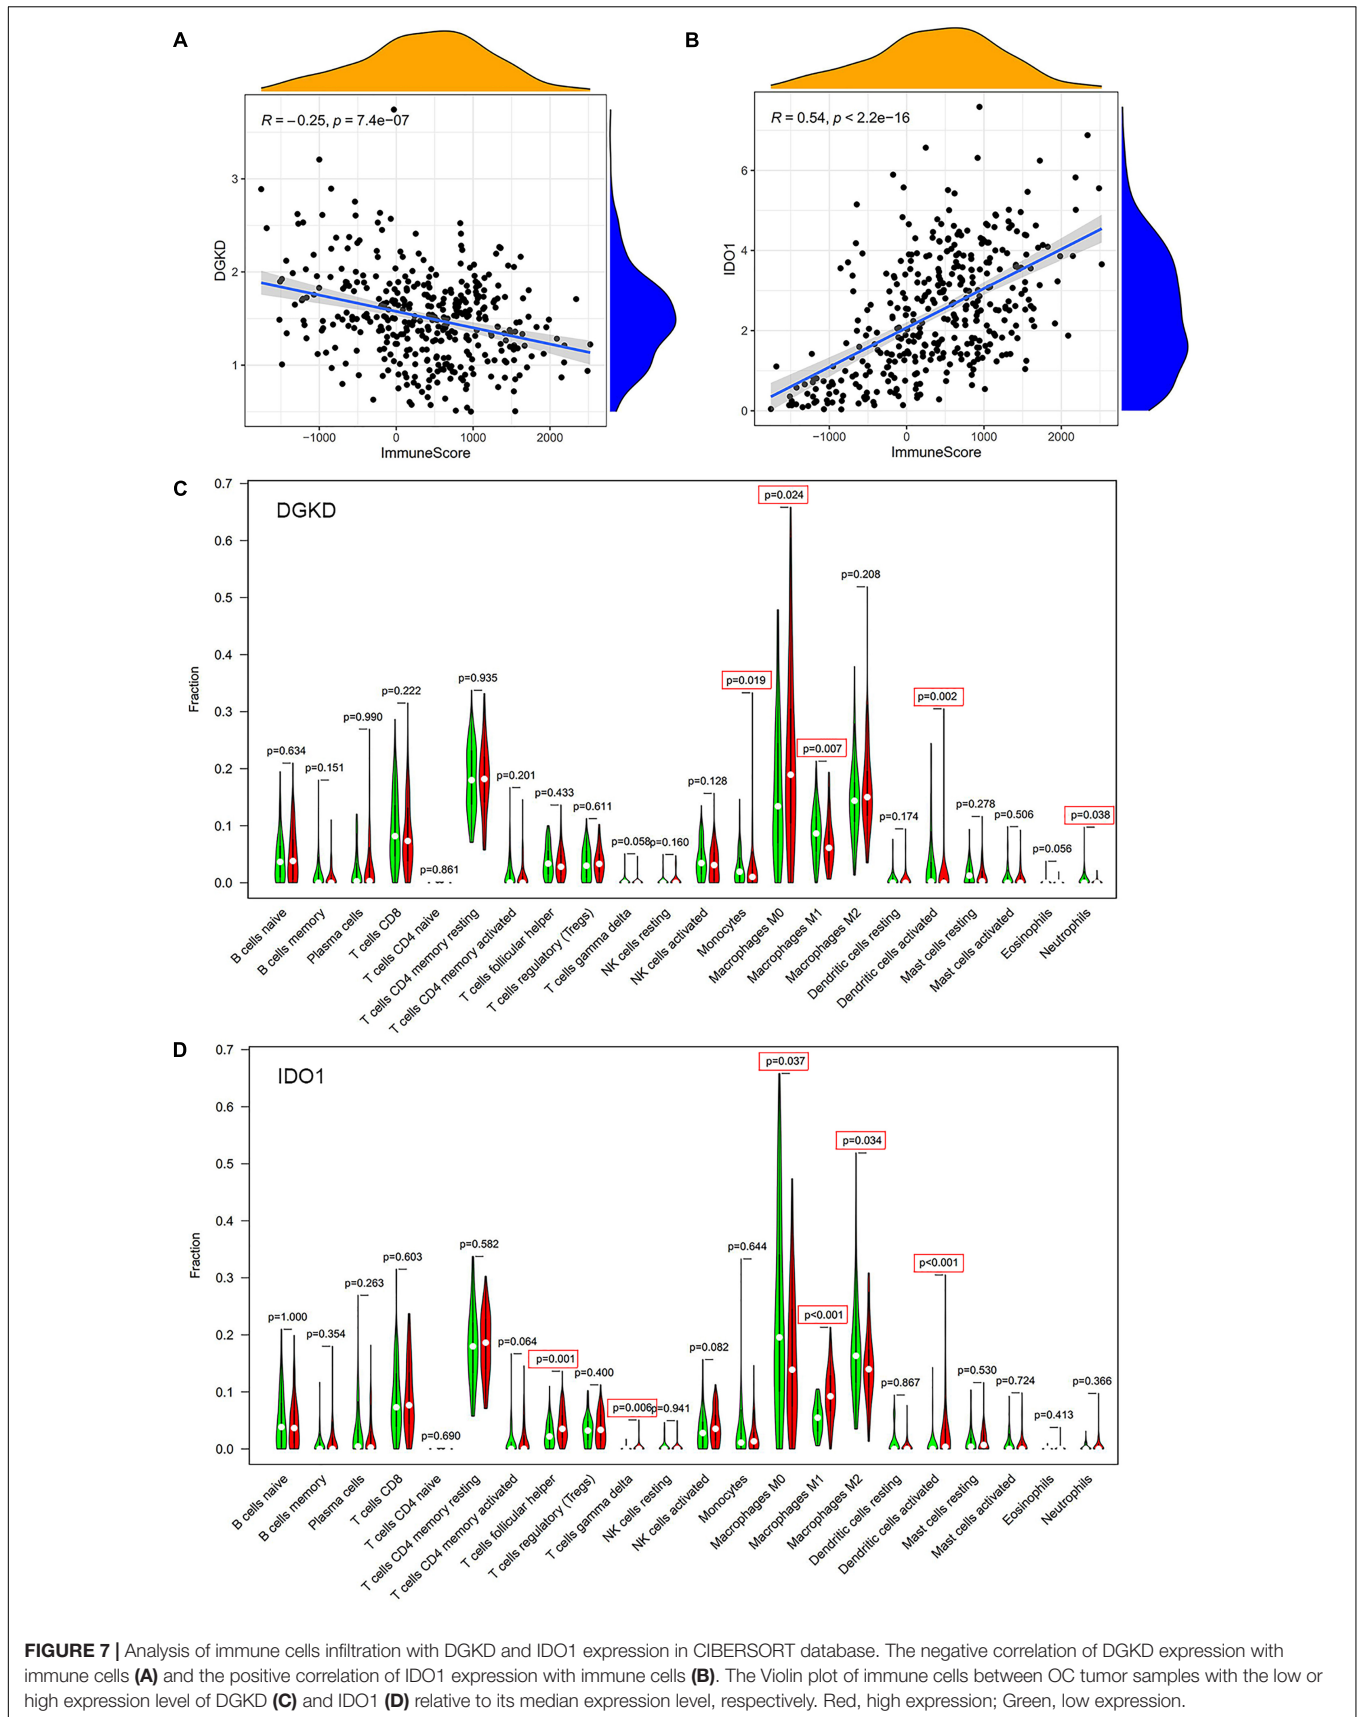 A
B
R = −0.25, p = 7.4e−07
R = 0.54, p < 2.2e−16
DGKD
3
2
1
−1000
0
1000
2000
ImmuneScore
IDO1
6
4
2
0
−1000
0
1000
2000
ImmuneScore
C
DGKD
Fraction
0.7
0.6
0.5
0.4
0.3
0.2
0.1
0.0
p=0.634
p=0.151
p=0.990
p=0.222
p=0.861
p=0.935
p=0.201
p=0.433
p=0.611
p=0.058
p=0.160
p=0.128
p=0.019
p=0.024
p=0.007
p=0.208
p=0.174
p=0.002
p=0.278
p=0.506
p=0.056
p=0.038
B cells naive
B cells memory
Plasma cells
T cells CD8
T cells CD4 naive
T cells CD4 memory resting
T cells CD4 memory activated
T cells follicular helper
T cells regulatory (Tregs)
T cells gamma delta
NK cells resting
NK cells activated
Monocytes
Macrophages M0
Macrophages M1
Macrophages M2
Dendritic cells resting
Dendritic cells activated
Mast cells resting
Mast cells activated
Eosinophils
Neutrophils
D
IDO1
Fraction
0.7
0.6
0.5
0.4
0.3
0.2
0.1
0.0
p=1.000
p=0.354
p=0.263
p=0.603
p=0.690
p=0.582
p=0.064
p=0.001
p=0.400
p=0.006
p=0.941
p=0.082
p=0.644
p=0.037
p<0.001
p=0.034
p=0.867
p<0.001
p=0.530
p=0.724
p=0.413
p=0.366
B cells naive
B cells memory
Plasma cells
T cells CD8
T cells CD4 naive
T cells CD4 memory resting
T cells CD4 memory activated
T cells follicular helper
T cells regulatory (Tregs)
T cells gamma delta
NK cells resting
NK cells activated
Monocytes
Macrophages M0
Macrophages M1
Macrophages M2
Dendritic cells resting
Dendritic cells activated
Mast cells resting
Mast cells activated
Eosinophils
Neutrophils
FIGURE 7 | Analysis of immune cells infiltration with DGKD and IDO1 expression in CIBERSORT database. The negative correlation of DGKD expression with
immune cells (A) and the positive correlation of IDO1 expression with immune cells (B). The Violin plot of immune cells between OC tumor samples with the low or
high expression level of DGKD (C) and IDO1 (D) relative to its median expression level, respectively. Red, high expression; Green, low expression.